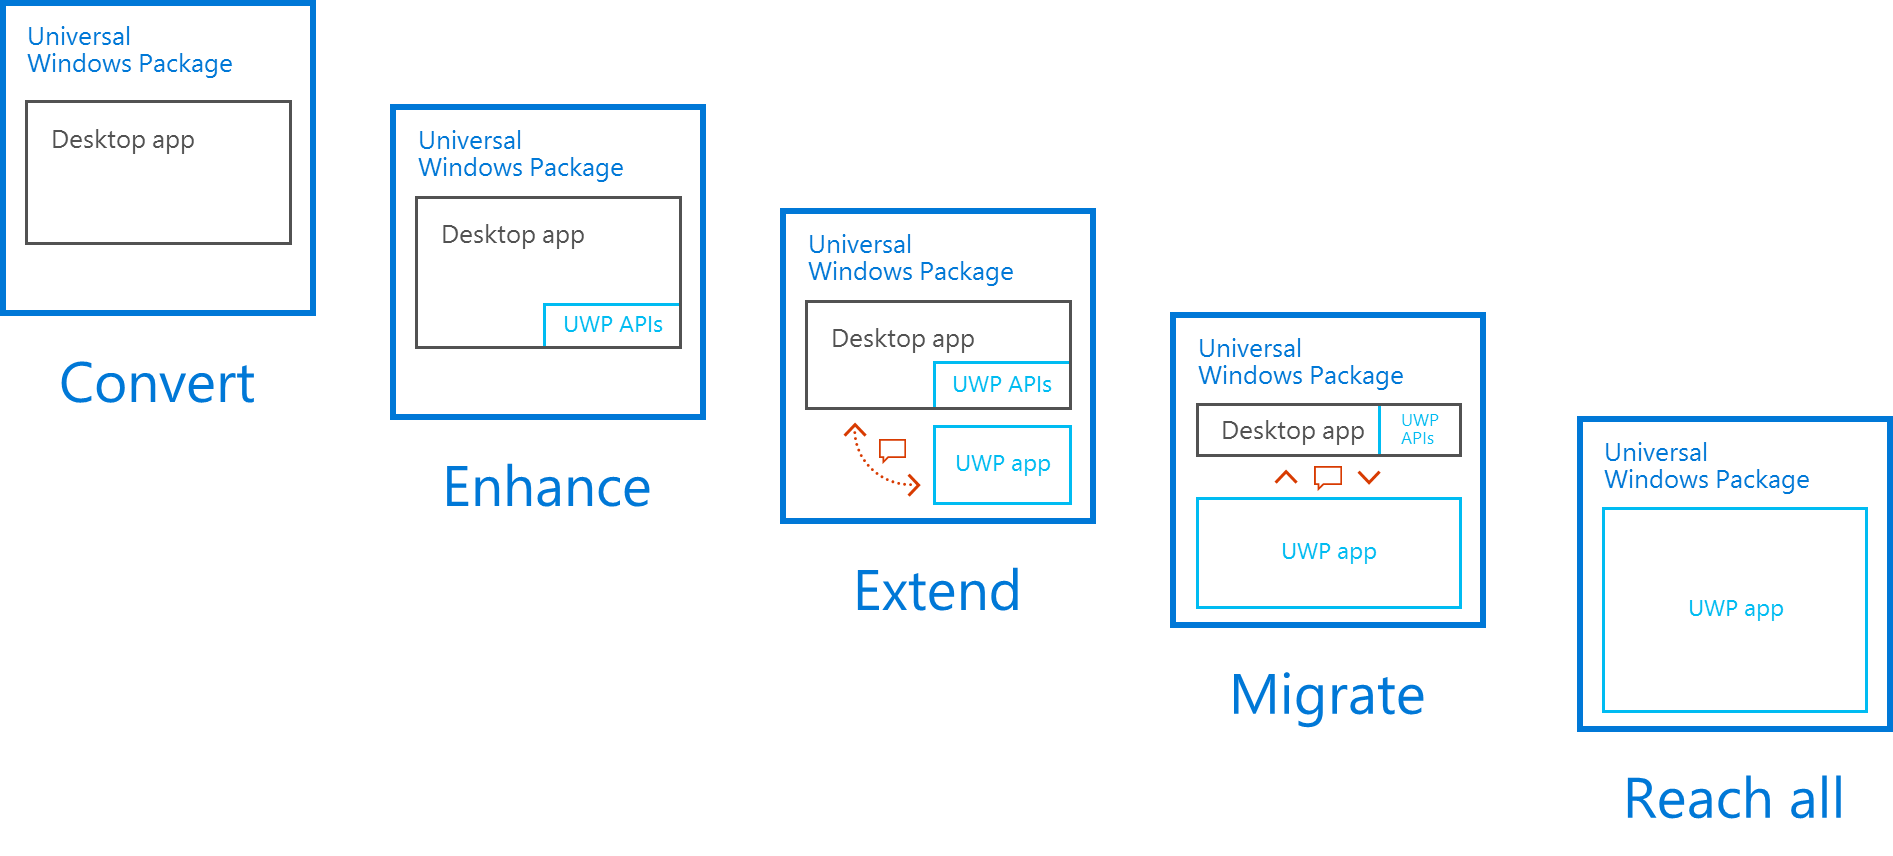 Universal
Windows Package
Desktop app
Convert
Universal
Windows Package
Desktop app
UWP APIs
Enhance
Universal
Windows Package
Desktop app
UWP APIs
UWP app
Extend
Universal
Windows Package
Desktop app
UWP
APIs
UWP app
Migrate
Universal
Windows Package
UWP app
Reach all